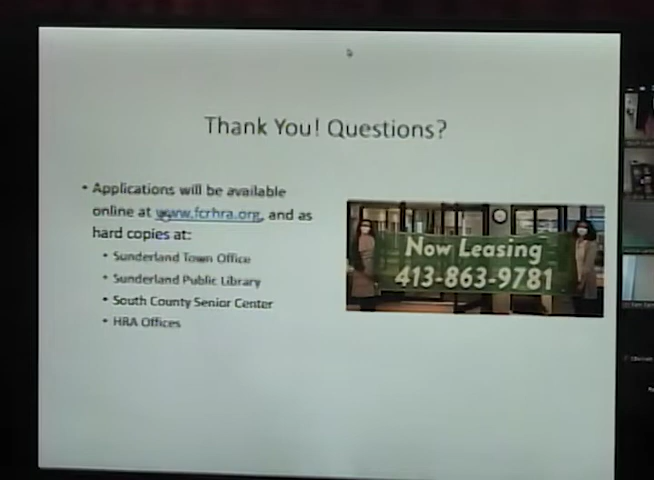 Thank You! Questions?
• Applications will be available
online at www.fcrhra.org, and as
hard copies at:
• Sunderland Town Office
• Sunderland Public Library
• South County Senior Center
• HRA Offices
Now Leasing
413-863-9781